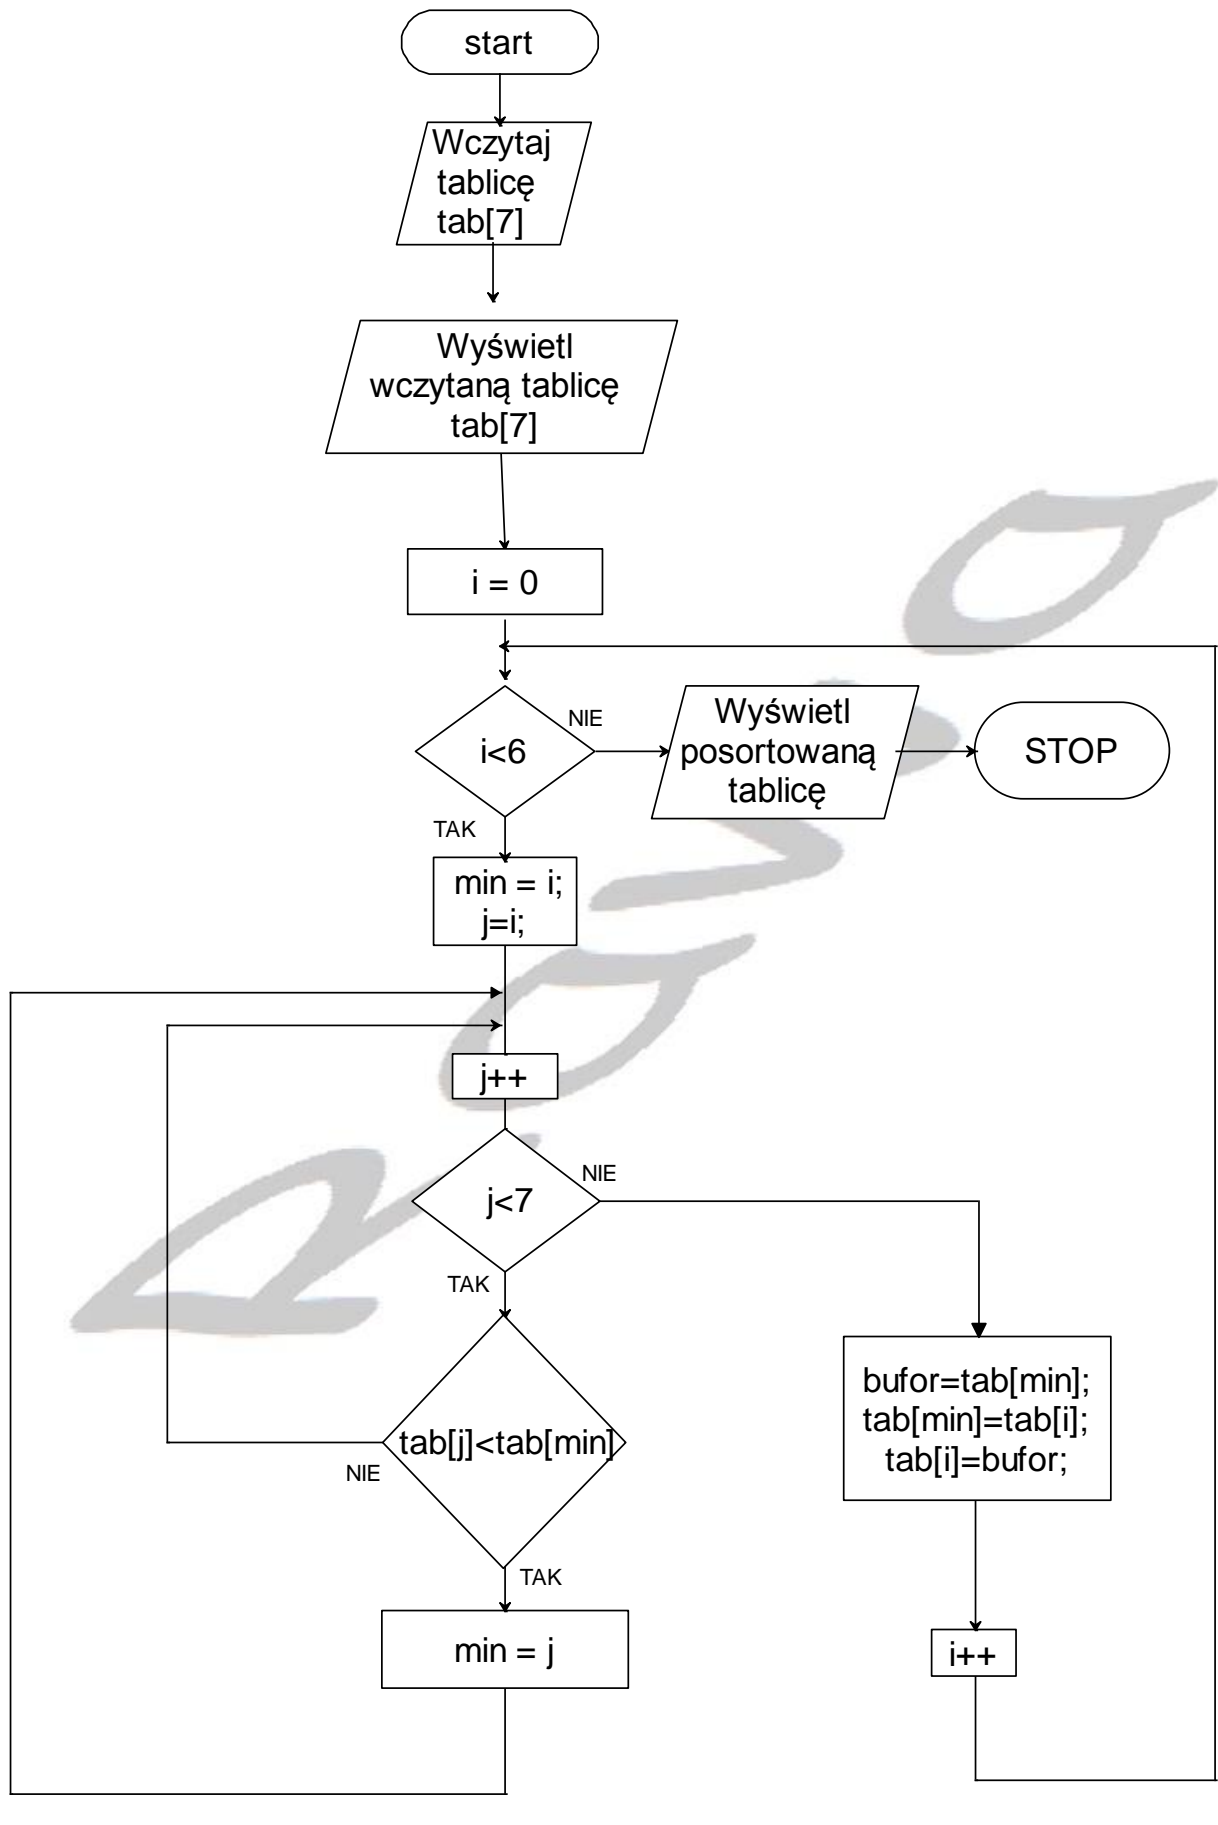 start
Wczytaj
tablicę
tab[7]
Wyświetl
wczytaną tablicę
tab[7]
i = 0
i<6
NIE
Wyświetl
posortowaną
tablicę
STOP
TAK
min = i;
j=i;
j++
j<7
NIE
TAK
tab[j]<tab[min]
NIE
TAK
min = j
bufor=tab[min];
tab[min]=tab[i];
tab[i]=bufor;
i++